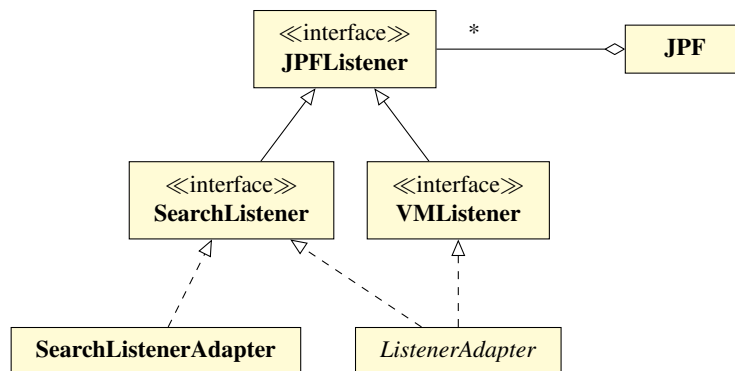 ≪interface≫
JPFListener
*
JPF
≪interface≫
SearchListener
≪interface≫
VMListener
SearchListenerAdapter
ListenerAdapter